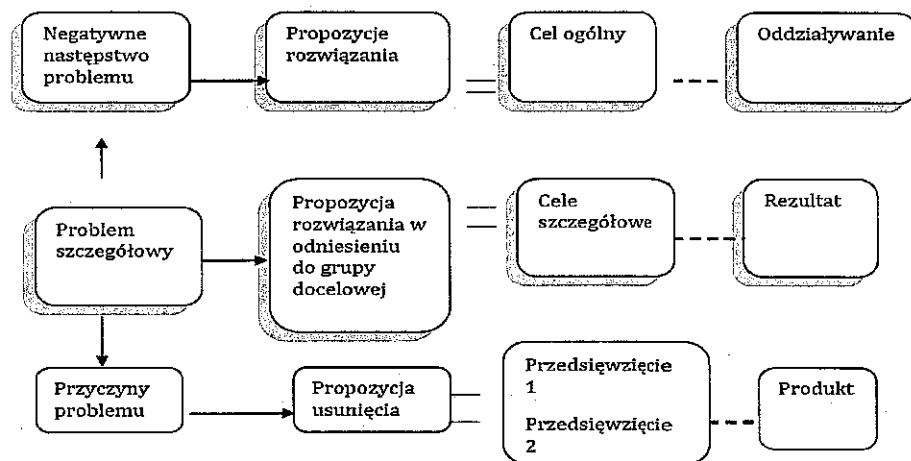 Negatywne
następstwo
problemu
Propozycje
rozwiązania
Cel ogólny
Oddziaływanie
Problem
szczegółowy
Propozycja
rozwiązania w
odniesieniu
do grupy
docelowej
Cele
szczegółowe
Rezultat
Przyczyny
problemu
Propozycja
usunięcia
Przedsięwzięcie
1
Przedsięwzięcie
2
Produkt